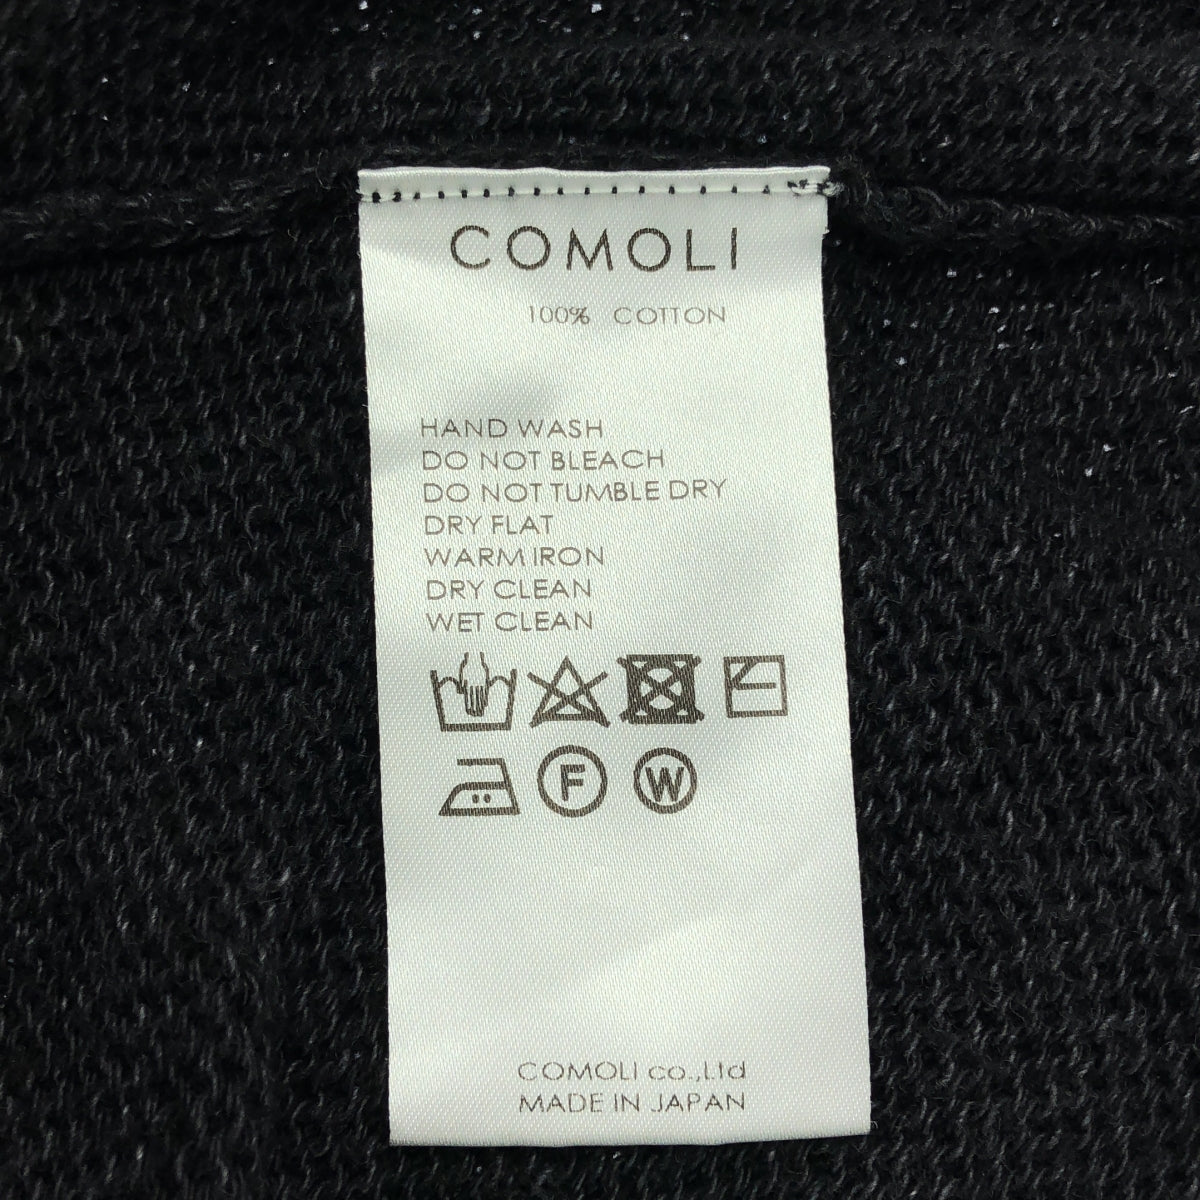 COMOLI
100% COTTON
HAND WASH
DO NOT BLEACH
DO NOT TUMBLE DRY
DRY FLAT
WARM IRON
DRY CLEAN
WET CLEAN
F W
COMOLI co.,Ltd
MADE IN JAPAN